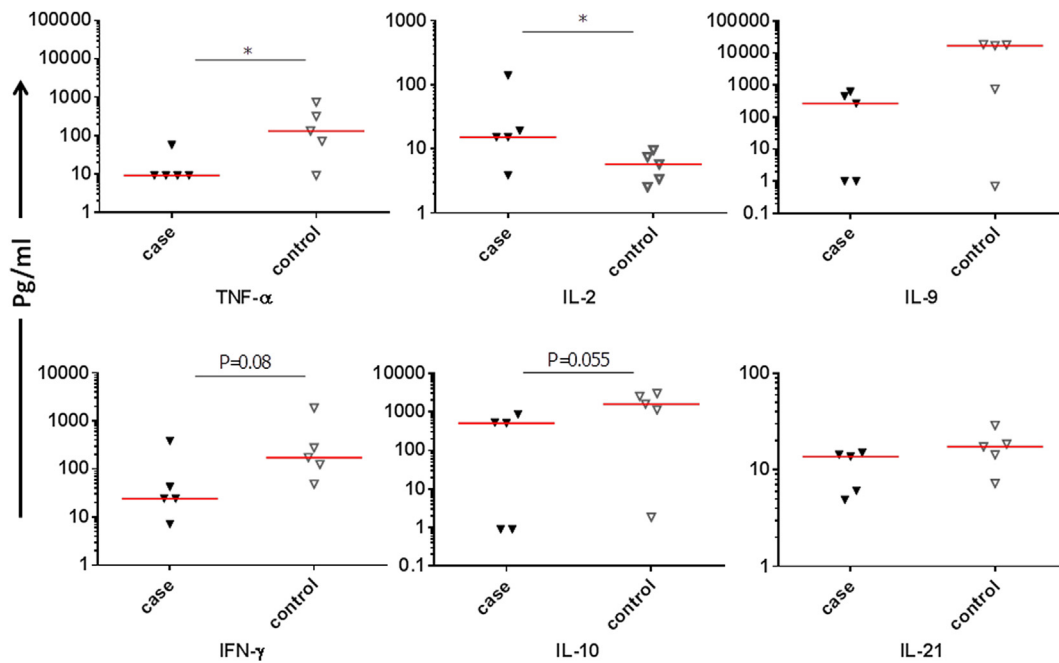 Pg/ml
100000
10000
1000
100
10
1
*
case
control
TNF-α
1000
100
10
1
*
case
control
IL-2
100000
10000
1000
100
10
1
0.1
case
control
IL-9
10000
1000
100
10
1
P=0.08
case
control
IFN-γ
10000
1000
100
10
1
0.1
P=0.055
case
control
IL-10
100
10
1
case
control
IL-21